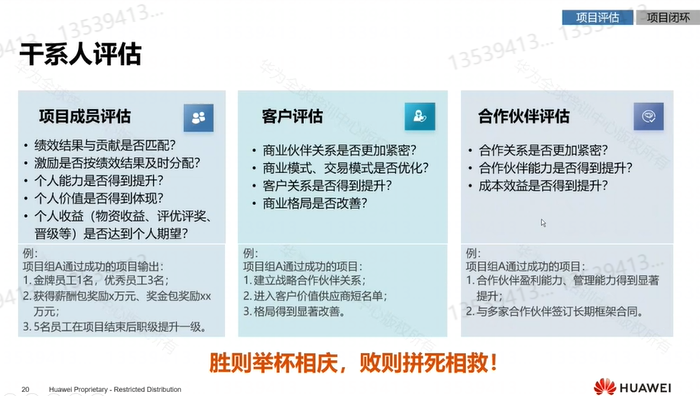 项目评估 项目闭环
干系人评估
项目成员评估
• 绩效结果与贡献是否匹配?
• 激励是否按绩效结果及时分配?
• 个人能力是否得到提升?
• 个人价值是否得到体现?
• 个人收益（物资收益、评优评奖、
晋级等）是否达到个人期望?
例:
项目组A通过成功的项目输出:
1. 金牌员工1名，优秀员工3名;
2. 获得薪酬包奖励x万元、奖金包奖励xx
万元;
3. 5名员工在项目结束后职级提升一级。
客户评估
• 商业伙伴关系是否更加紧密?
• 商业模式、交易模式是否优化?
• 客户关系是否得到提升?
• 商业格局是否改善?
例:
项目组A通过成功的项目:
1. 建立战略合作伙伴关系;
2. 进入客户价值供应商短名单;
3. 格局得到显著改善。
合作伙伴评估
• 合作关系是否更加紧密?
• 合作伙伴能力是否得到提升?
• 成本效益是否得到提升?
例:
项目组A通过成功的项目:
1. 合作伙伴盈利能力、管理能力得到显著
提升;
2. 与多家合作伙伴签订长期框架合同。
胜则举杯相庆，败则拼死相救!
20 Huawei Proprietary - Restricted Distribution
HUAWEI
13539413...
13539413...
13539413...